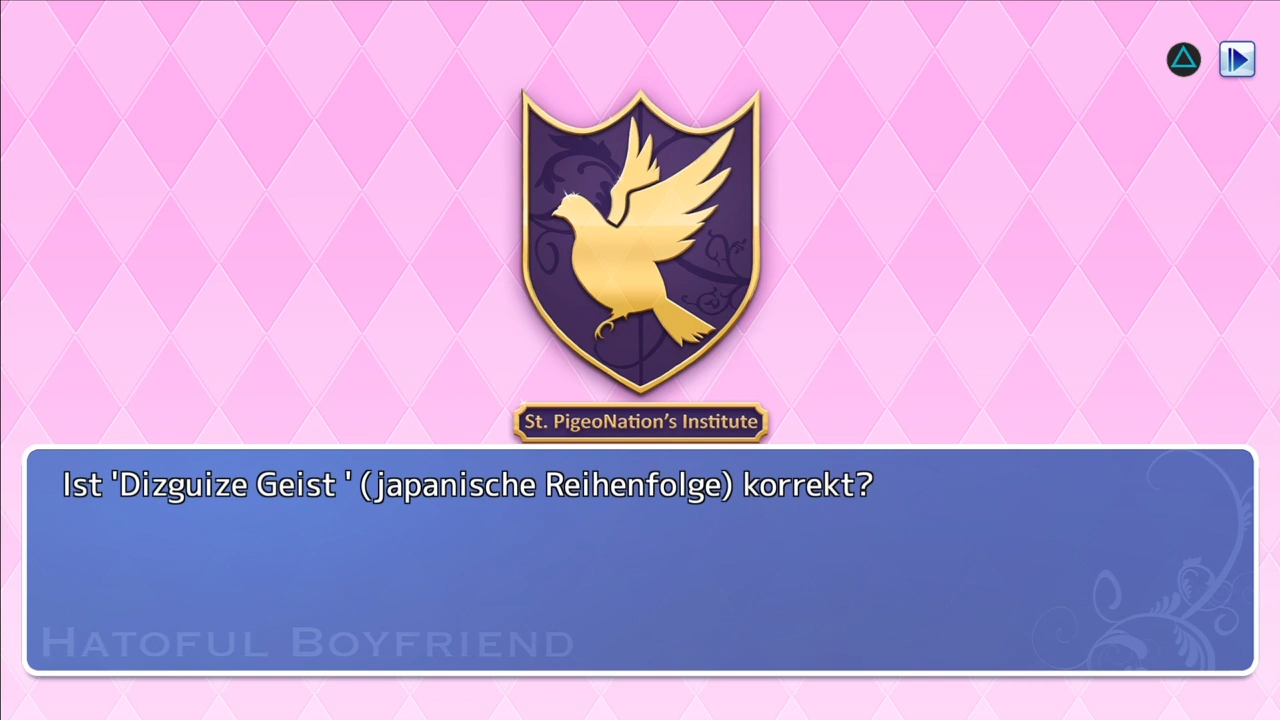 St. PigeoNation's Institute
Ist 'Dizguize Geist ' (japanische Reihenfolge) korrekt?
HATOFUL BOYFRIEND